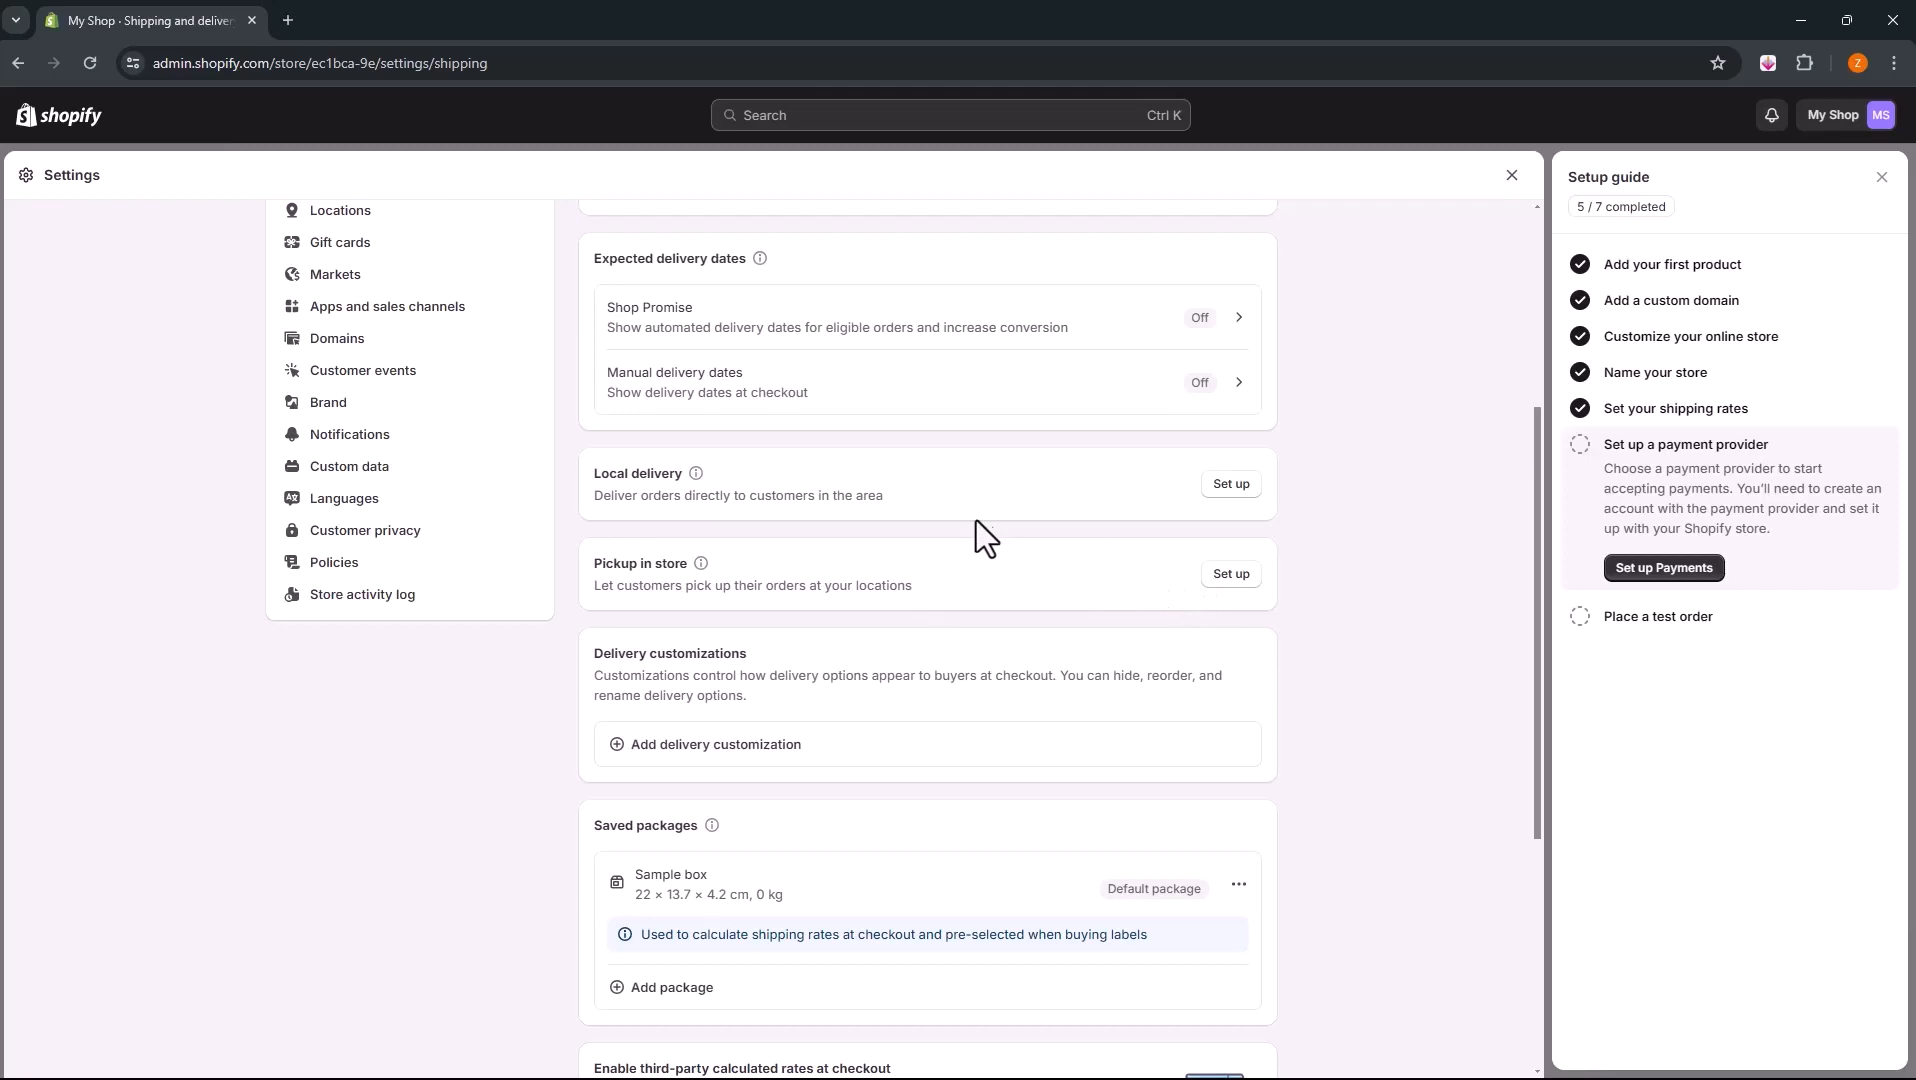 My Shop · Shipping and deliver
admin.shopify.com/store/ec1bca-9e/settings/shipping
Z
shopify
Search
Ctrl K
My Shop
MS
Settings
Locations
Gift cards
Markets
Apps and sales channels
Domains
Customer events
Brand
Notifications
Custom data
Languages
Customer privacy
Policies
Store activity log
Expected delivery dates
Shop Promise
Show automated delivery dates for eligible orders and increase conversion
Off
Manual delivery dates
Show delivery dates at checkout
Off
Local delivery
Deliver orders directly to customers in the area
Set up
Pickup in store
Let customers pick up their orders at your locations
Set up
Delivery customizations
Customizations control how delivery options appear to buyers at checkout. You can hide, reorder, and
rename delivery options.
Add delivery customization
Saved packages
Sample box
22 × 13.7 × 4.2 cm, 0 kg
Default package
Used to calculate shipping rates at checkout and pre-selected when buying labels
Add package
Enable third-party calculated rates at checkout
Setup guide
5 / 7 completed
Add your first product
Add a custom domain
Customize your online store
Name your store
Set your shipping rates
Set up a payment provider
Choose a payment provider to start
accepting payments. You’ll need to create an
account with the payment provider and set it
up with your Shopify store.
Set up Payments
Place a test order